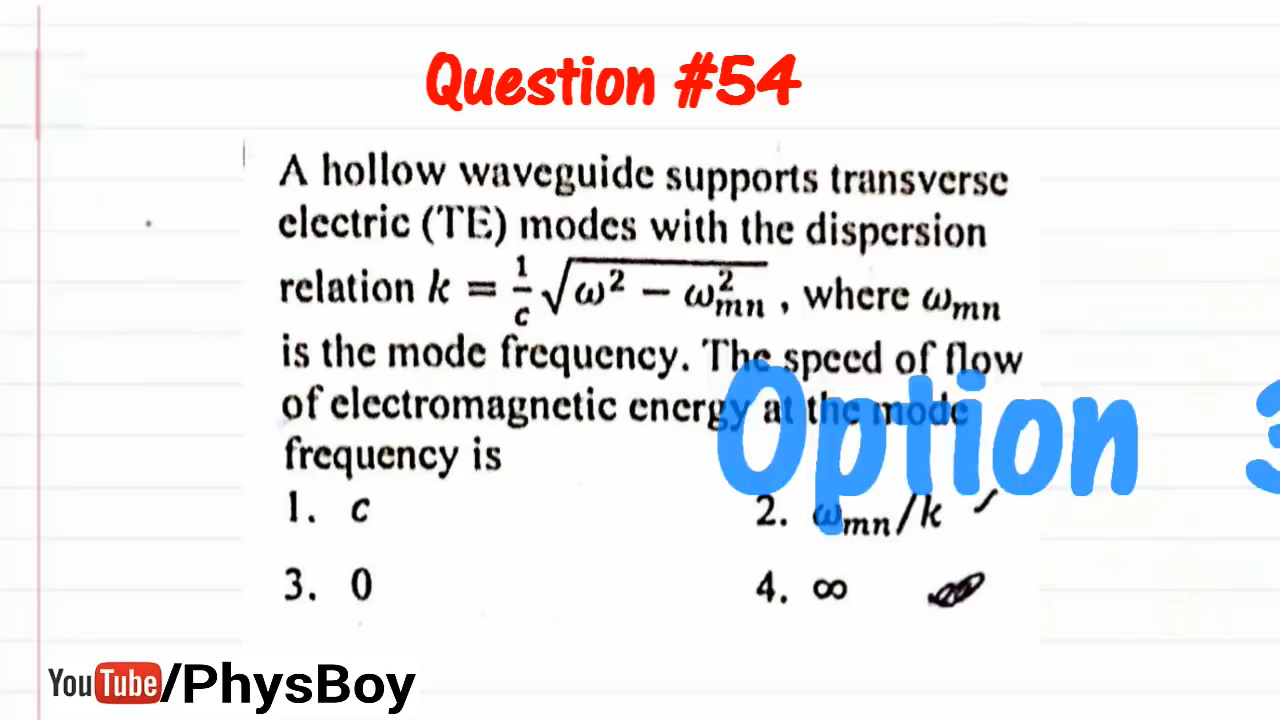 Question #54
A hollow waveguide supports transverse
electric (TE) modes with the dispersion
relation k = 1/c √(ω² − ω²mn) , where ωmn
is the mode frequency. The speed of flow
of electromagnetic energy at the mode
frequency is
Option 3
1. c 2. ωmn/k
3. 0 4. ∞
YouTube/PhysBoy